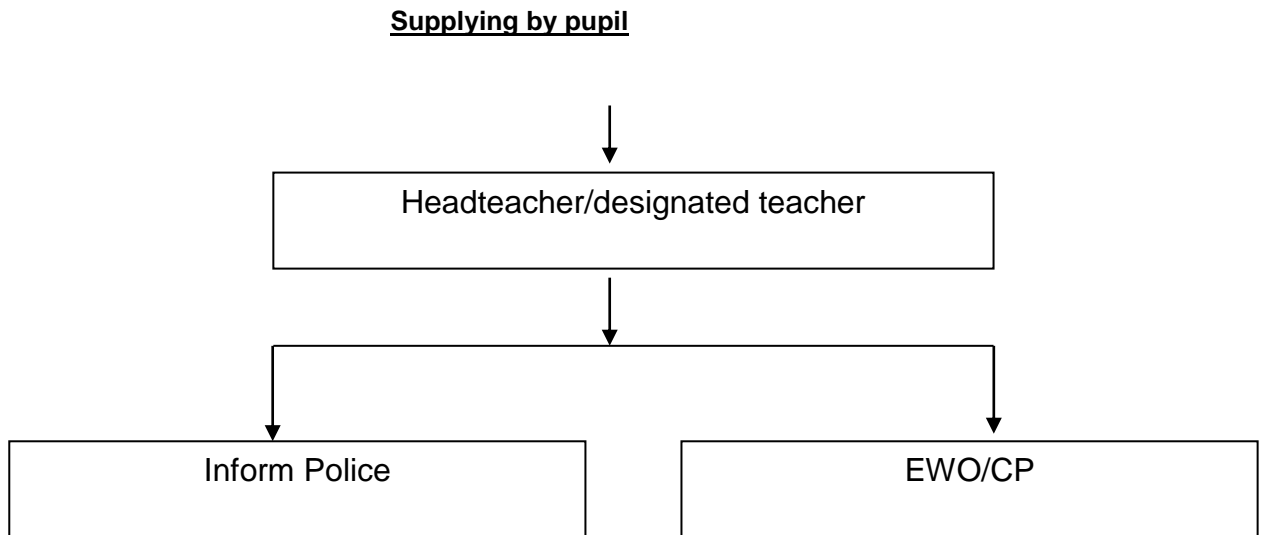 Supplying by pupil
Headteacher/designated teacher
Inform Police
EWO/CP